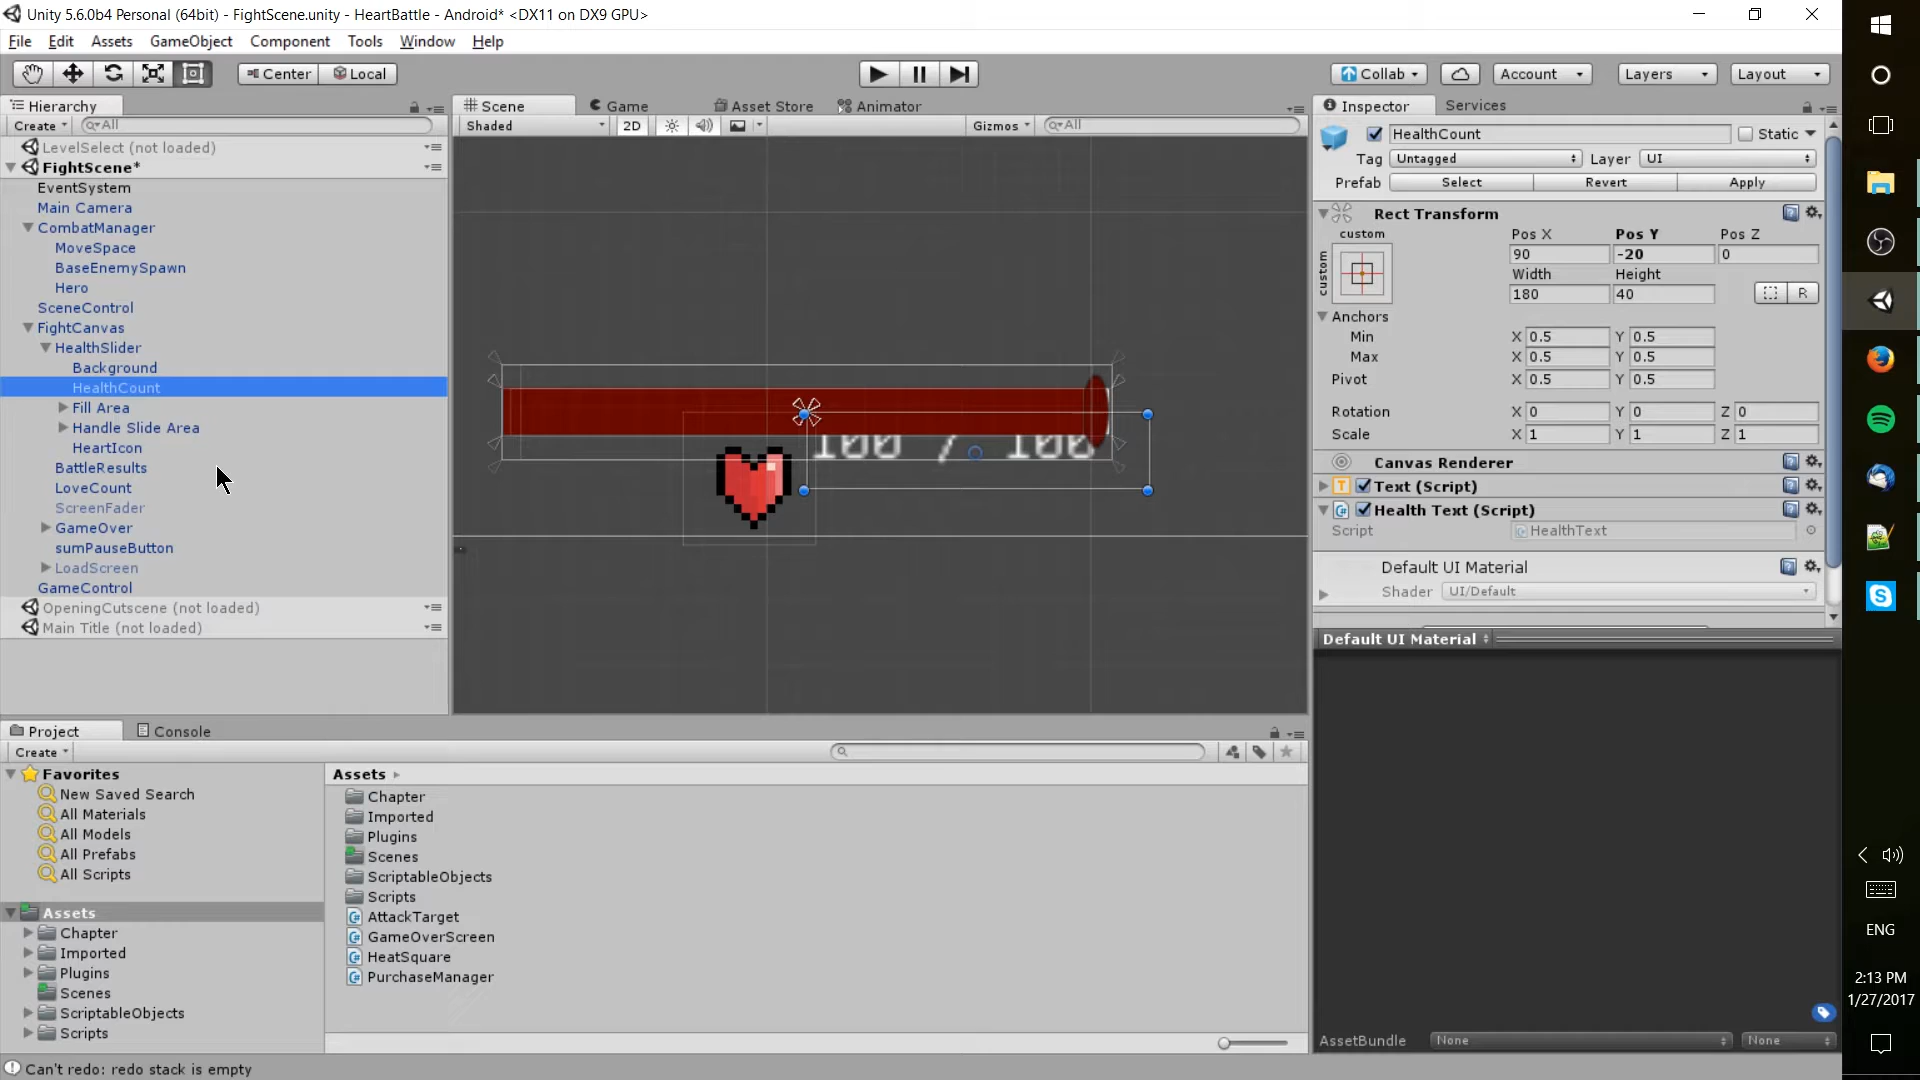 Unity 5.6.0b4 Personal (64bit) - FightScene.unity - HeartBattle - Android* <DX11 on DX9 GPU>
File Edit Assets GameObject Component Tools Window Help
Center Local Collab Account Layers Layout
Hierarchy
Create All
LevelSelect (not loaded)
FightScene*
EventSystem
Main Camera
CombatManager
MoveSpace
BaseEnemySpawn
Hero
SceneControl
FightCanvas
HealthSlider
Background
HealthCount
Fill Area
Handle Slide Area
HeartIcon
BattleResults
LoveCount
ScreenFader
GameOver
sumPauseButton
LoadScreen
GameControl
OpeningCutscene (not loaded)
Main Title (not loaded)
Scene Game Asset Store Animator
Shaded 2D Gizmos All
100 / 100
Inspector Services
HealthCount Static
Tag Untagged Layer UI
Prefab Select Revert Apply
Rect Transform
custom Pos X Pos Y Pos Z
custom 90 -20 0
Width Height
180 40 R
Anchors
Min X 0.5 Y 0.5
Max X 0.5 Y 0.5
Pivot X 0.5 Y 0.5
Rotation X 0 Y 0 Z 0
Scale X 1 Y 1 Z 1
Canvas Renderer
Text (Script)
Health Text (Script)
Script HealthText
Default UI Material
Shader UI/Default
Default UI Material
AssetBundle None None
Project Console
Create
Favorites
New Saved Search
All Materials
All Models
All Prefabs
All Scripts
Assets
Chapter
Imported
Plugins
Scenes
ScriptableObjects
Scripts
Assets
Chapter
Imported
Plugins
Scenes
ScriptableObjects
Scripts
AttackTarget
GameOverScreen
HeatSquare
PurchaseManager
Can't redo: redo stack is empty
ENG
2:13 PM
1/27/2017